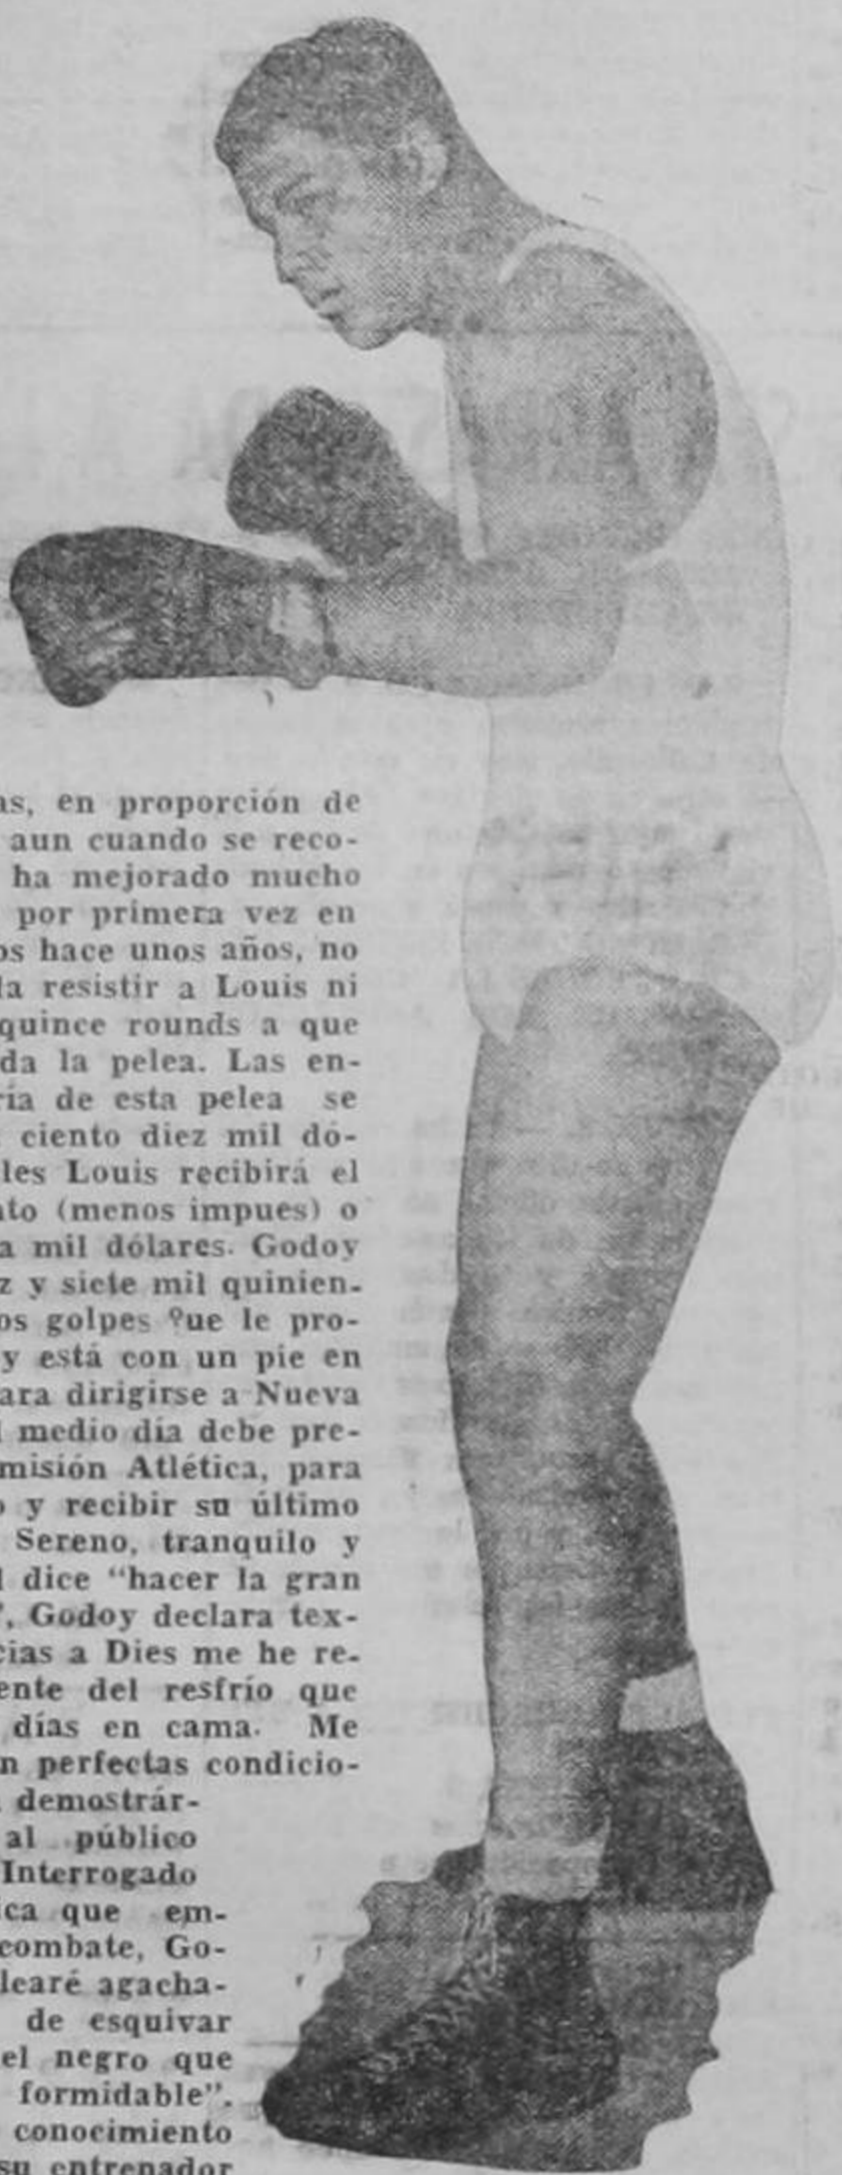 as, en proporción de
aun cuando se reco-
ha mejorado mucho
por primera vez en
os hace unos años, no
da resistir a Louis ni
quince rounds a que
da la pelea. Las en-
ría de esta pelea se
ciento diez mil dó-
les Louis recibirá el
nto (menos impues) o
a mil dólares. Godoy
z y siete mil quinien-
os golpes que le pro-
y está con un pie en
ara dirigirse a Nueva
l medio día debe pre-
misión Atlética, para
o y recibir su último
Sereno, tranquilo y
l dice "hacer la gran
", Godoy declara tex-
cias a Dies me he re-
ente del resfrío que
días en cama. Me
n perfectas condicio-
demostrár-
al público
Interrogado
ica que em-
combate, Go-
learé agacha-
de esquivar
el negro que
formidable".
conocimiento
su entrenador